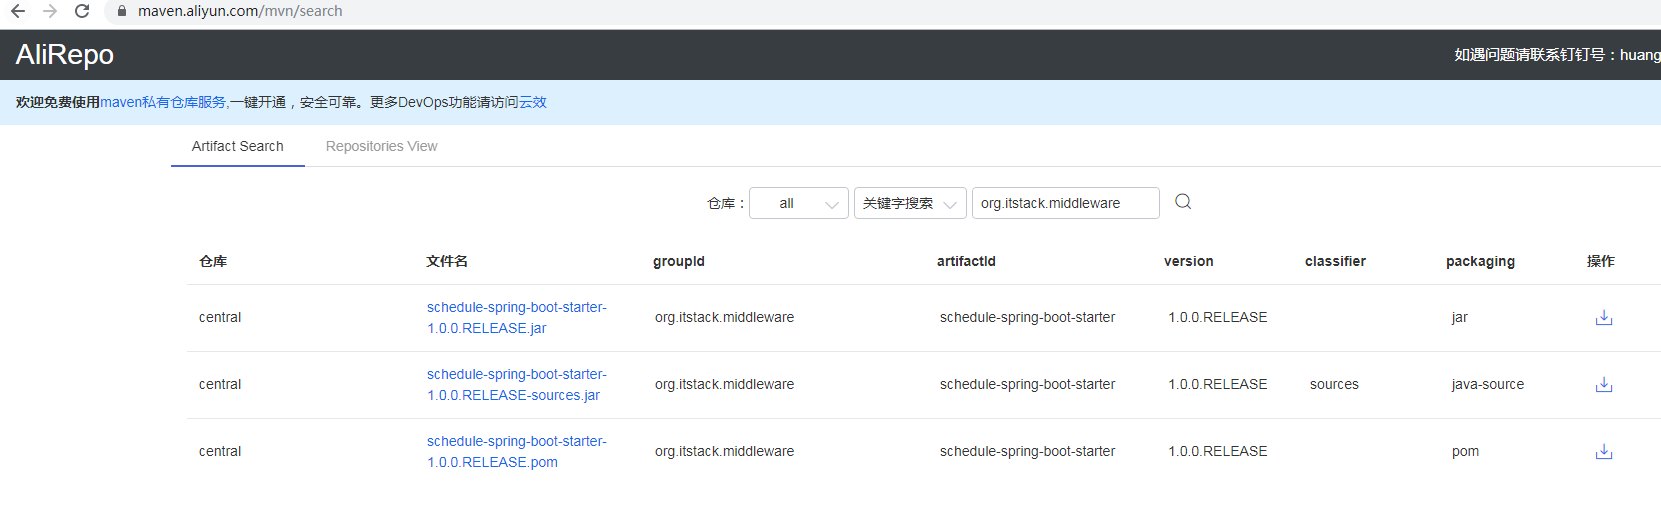 maven.aliyun.com/mvn/search
AliRepo
如遇问题请联系钉钉号：huang
欢迎免费使用maven私有仓库服务,一键开通，安全可靠。更多DevOps功能请访问云效
Artifact Search Repositories View
仓库： all 关键字搜索 org.itstack.middleware
仓库 文件名 groupId artifactId version classifier packaging 操作
schedule-spring-boot-starter-
central org.itstack.middleware schedule-spring-boot-starter 1.0.0.RELEASE jar
1.0.0.RELEASE.jar
schedule-spring-boot-starter-
central org.itstack.middleware schedule-spring-boot-starter 1.0.0.RELEASE sources java-source
1.0.0.RELEASE-sources.jar
schedule-spring-boot-starter-
central org.itstack.middleware schedule-spring-boot-starter 1.0.0.RELEASE pom
1.0.0.RELEASE.pom